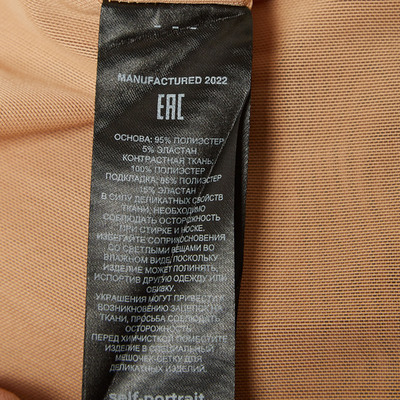 MANUFACTURED 2022
EAC
ОСНОВА: 95% ПОЛИЭСТЕР
5% ЭЛАСТАН
КОНТРАСТНАЯ ТКАНЬ:
100% ПОЛИЭСТЕР
ПОДКЛАДКА: 85% ПОЛИЭСТЕР
15% ЭЛАСТАН
В СИЛУ ДЕЛИКАТНЫХ СВОЙСТВ
ТКАНИ, НЕОБХОДИМО
СОБЛЮДАТЬ ОСТОРОЖНОСТЬ
ПРИ СТИРКЕ И НОСКЕ.
ИЗБЕГАЙТЕ СОПРИКОСНОВЕНИЯ
СО СВЕТЛЫМИ ВЕЩАМИ ВО
ВЛАЖНОМ ВИДЕ, ПОСКОЛЬКУ
ИЗДЕЛИЕ МОЖЕТ ПОЛИНЯТЬ,
ИСПОРТИВ ДРУГУЮ ОДЕЖДУ ИЛИ
ОБИВКУ.
УКРАШЕНИЯ МОГУТ ПРИВЕСТИ К
ВОЗНИКНОВЕНИЮ ЗАЦЕПОК НА
ТКАНИ, ПРОСЬБА СОБЛЮДАТЬ
ОСТОРОЖНОСТЬ.
ПЕРЕД ХИМЧИСТКОЙ ПОМЕСТИТЕ
ИЗДЕЛИЕ В СПЕЦИАЛЬНЫЙ
МЕШОЧЕК-СЕТКУ ДЛЯ
ДЕЛИКАТНЫХ ИЗДЕЛИЙ.
self-portrait